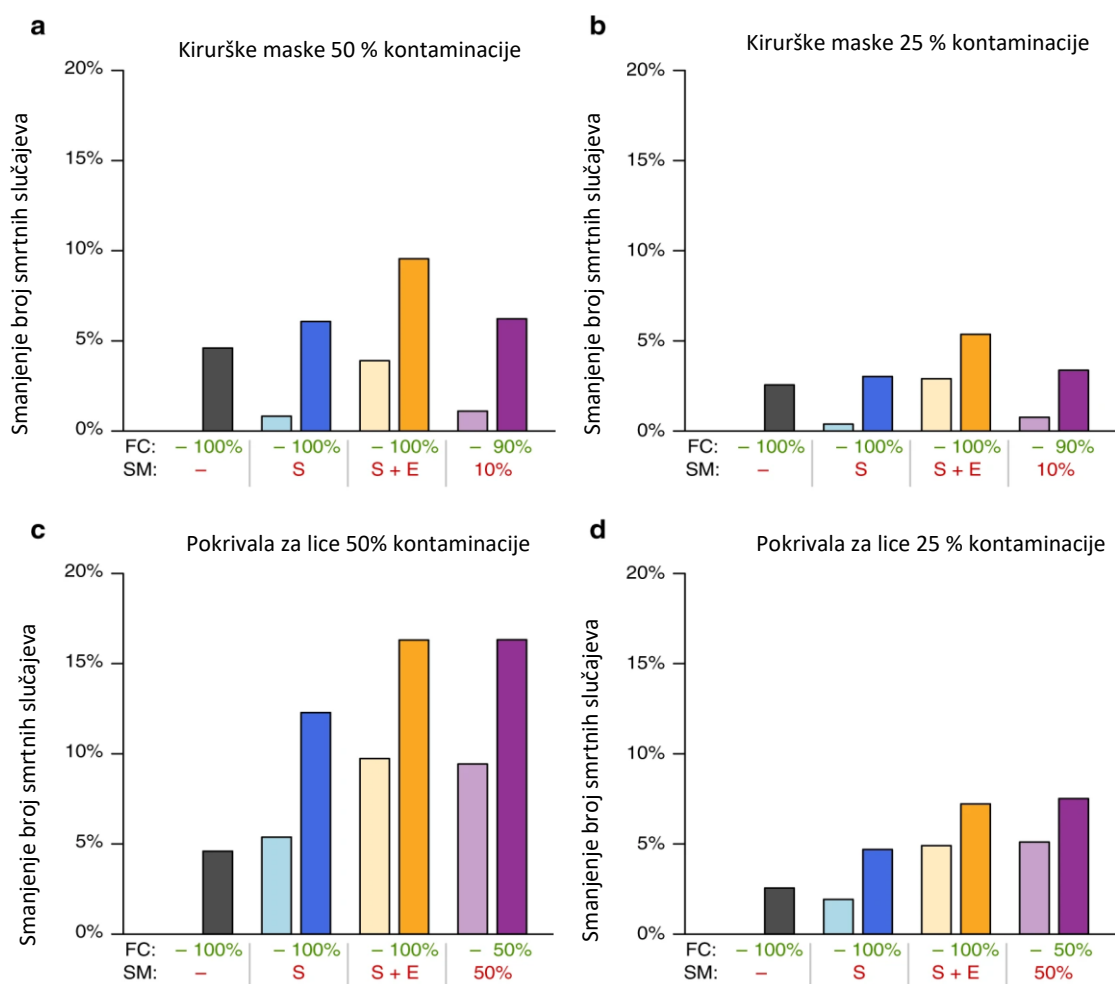 a
Kirurške maske 50 % kontaminacije
Smanjenje broj smrtnih slučajeva
20%
15%
10%
5%
0%
FC: – 100% – 100% – 100% – 90%
SM: – S S + E 10%
b
Kirurške maske 25 % kontaminacije
Smanjenje broj smrtnih slučajeva
20%
15%
10%
5%
0%
FC: – 100% – 100% – 100% – 90%
SM: – S S + E 10%
c
Pokrivala za lice 50% kontaminacije
Smanjenje broj smrtnih slučajeva
20%
15%
10%
5%
0%
FC: – 100% – 100% – 100% – 50%
SM: – S S + E 50%
d
Pokrivala za lice 25 % kontaminacije
Smanjenje broj smrtnih slučajeva
20%
15%
10%
5%
0%
FC: – 100% – 100% – 100% – 50%
SM: – S S + E 50%